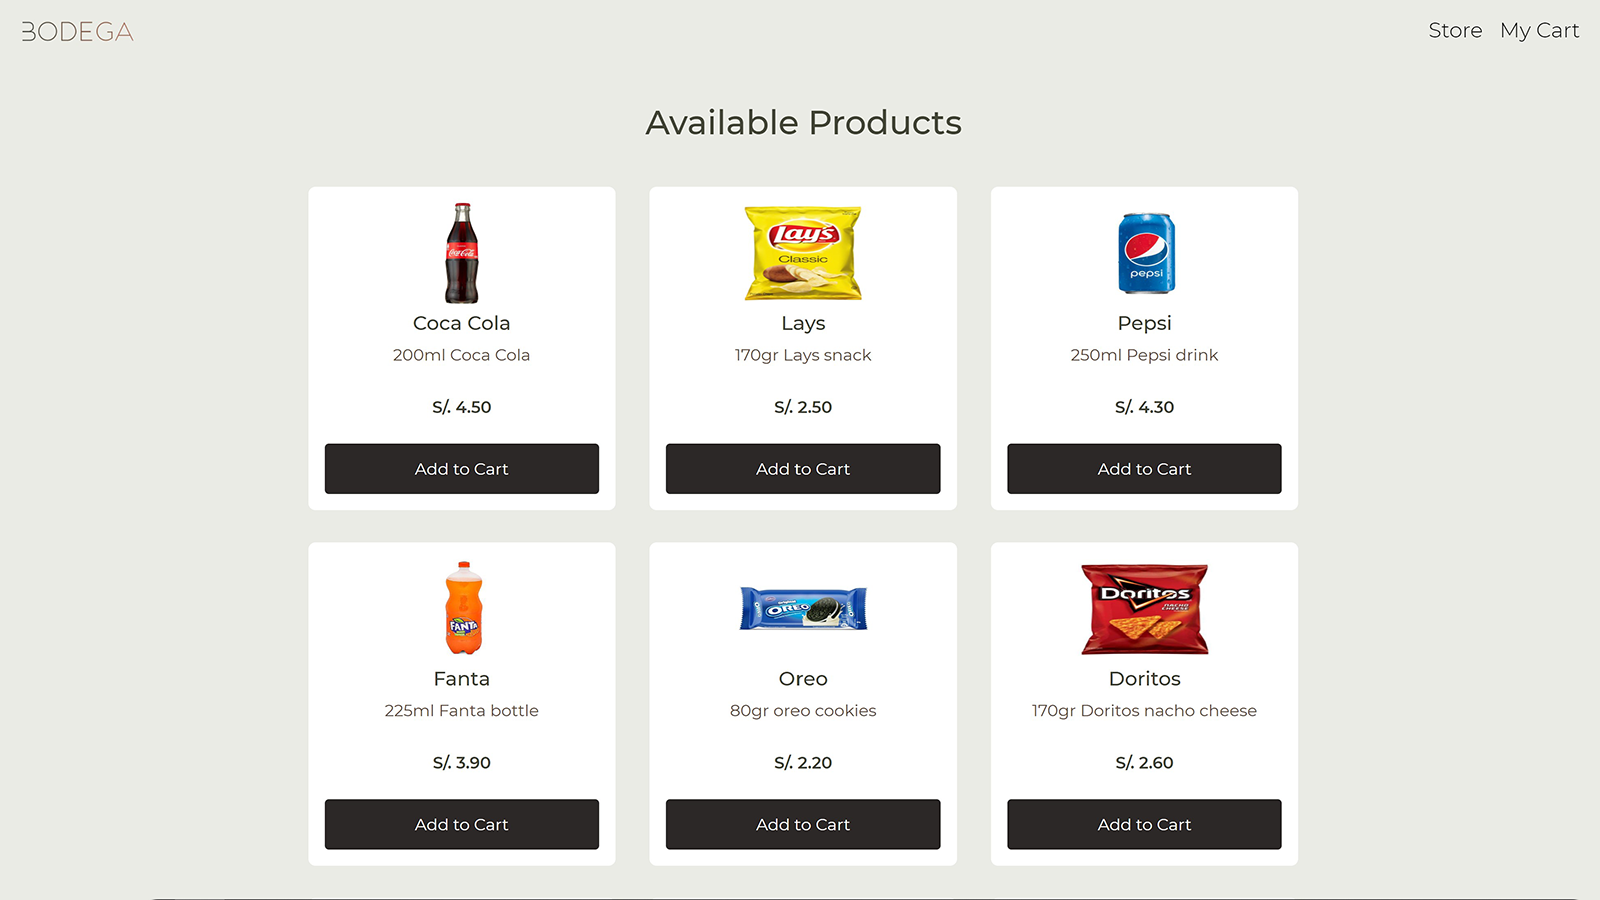 BODEGA
Store My Cart
Available Products
Coca-Cola
Lay's
Classic
pepsi
Coca Cola
Lays
Pepsi
200ml Coca Cola
170gr Lays snack
250ml Pepsi drink
S/. 4.50
S/. 2.50
S/. 4.30
Add to Cart
Add to Cart
Add to Cart
FANTA
Original
OREO
Doritos
NACHO
CHEESE
Fanta
Oreo
Doritos
225ml Fanta bottle
80gr oreo cookies
170gr Doritos nacho cheese
S/. 3.90
S/. 2.20
S/. 2.60
Add to Cart
Add to Cart
Add to Cart